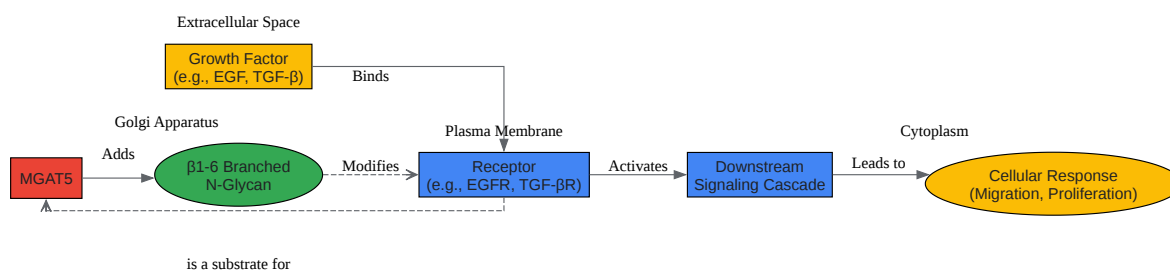 Extracellular Space
Growth Factor
(e.g., EGF, TGF-β)
Binds
Golgi Apparatus
Plasma Membrane
Cytoplasm
MGAT5
Adds
β1-6 Branched
N-Glycan
Modifies
Receptor
(e.g., EGFR, TGF-βR)
Activates
Downstream
Signaling Cascade
Leads to
Cellular Response
(Migration, Proliferation)
is a substrate for